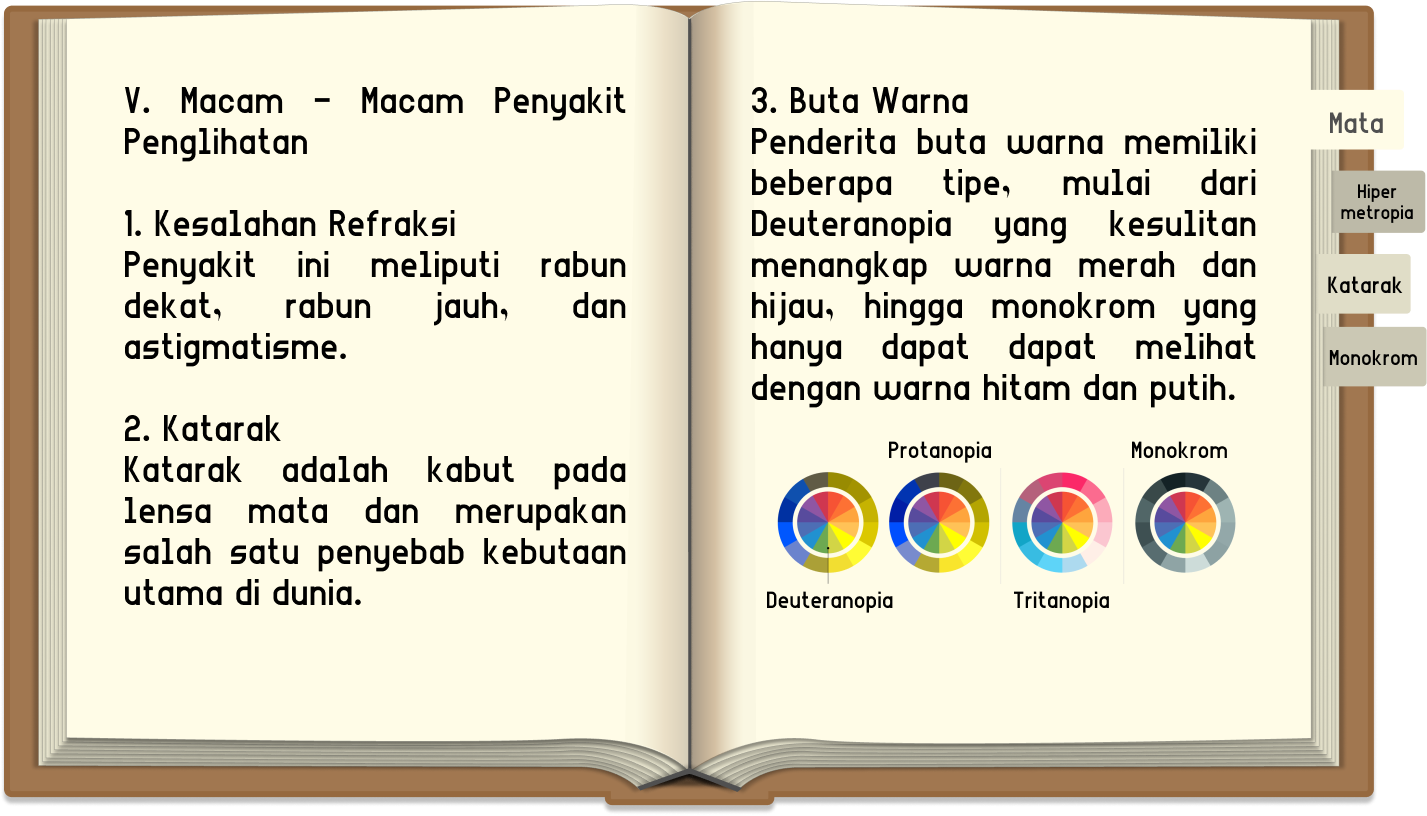 V. Macam - Macam Penyakit
Penglihatan
1. Kesalahan Refraksi
Penyakit ini meliputi rabun
dekat, rabun jauh, dan
astigmatisme.
2. Katarak
Katarak adalah kabut pada
lensa mata dan merupakan
salah satu penyebab kebutaan
utama di dunia.
3. Buta Warna
Penderita buta warna memiliki
beberapa tipe, mulai dari
Deuteranopia yang kesulitan
menangkap warna merah dan
hijau, hingga monokrom yang
hanya dapat dapat melihat
dengan warna hitam dan putih.
Protanopia
Monokrom
Deuteranopia
Tritanopia
Mata
Hiper
metropia
Katarak
Monokrom